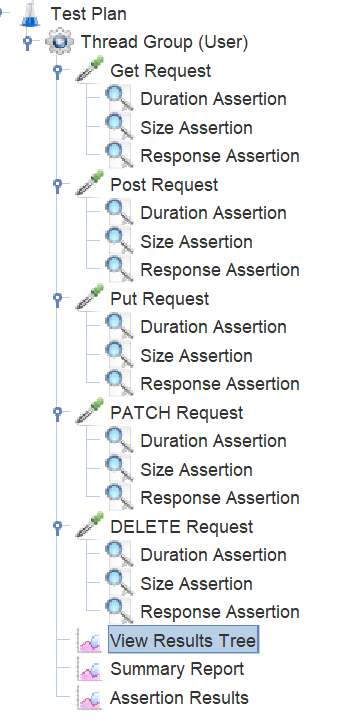 Test Plan
Thread Group (User)
Get Request
Duration Assertion
Size Assertion
Response Assertion
Post Request
Duration Assertion
Size Assertion
Response Assertion
Put Request
Duration Assertion
Size Assertion
Response Assertion
PATCH Request
Duration Assertion
Size Assertion
Response Assertion
DELETE Request
Duration Assertion
Size Assertion
Response Assertion
View Results Tree
Summary Report
Assertion Results